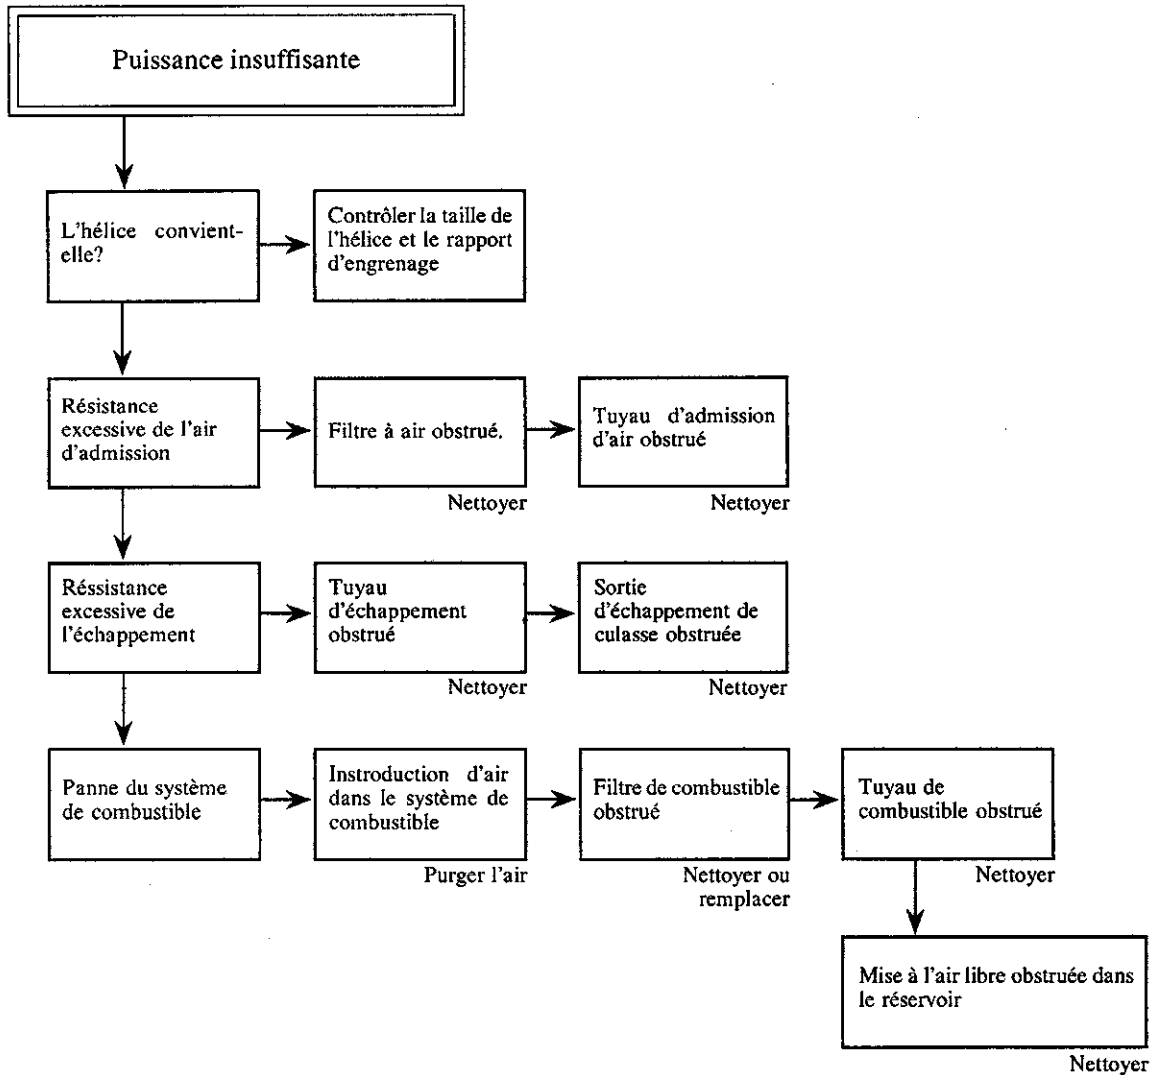 Puissance insuffisante
L'hélice convient-
elle?
Contrôler la taille de
l'hélice et le rapport
d'engrenage
Résistance
excessive de l'air
d'admission
Filtre à air obstrué.
Nettoyer
Tuyau d'admission
d'air obstrué
Nettoyer
Réssistance
excessive de
l'échappement
Tuyau
d'échappement
obstrué
Nettoyer
Sortie
d'échappement de
culasse obstruée
Nettoyer
Panne du système
de combustible
Instroduction d'air
dans le système de
combustible
Purger l'air
Filtre de combustible
obstrué
Nettoyer ou
remplacer
Tuyau de
combustible obstrué
Nettoyer
Mise à l'air libre obstruée dans
le réservoir
Nettoyer